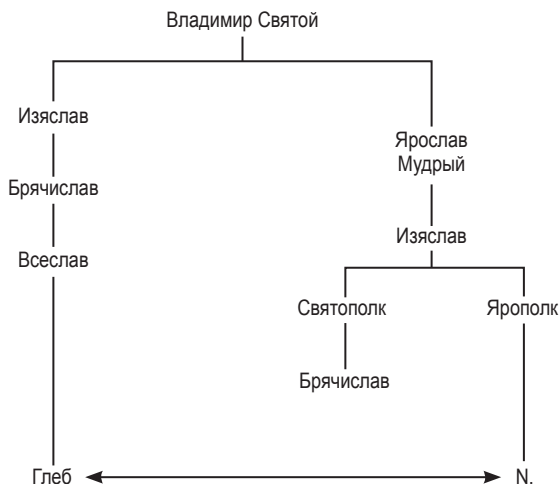 Владимир Святой
Изяслав
Ярослав
Мудрый
Брячислав
Изяслав
Всеслав
Святополк
Ярополк
Брячислав
Глеб
N.